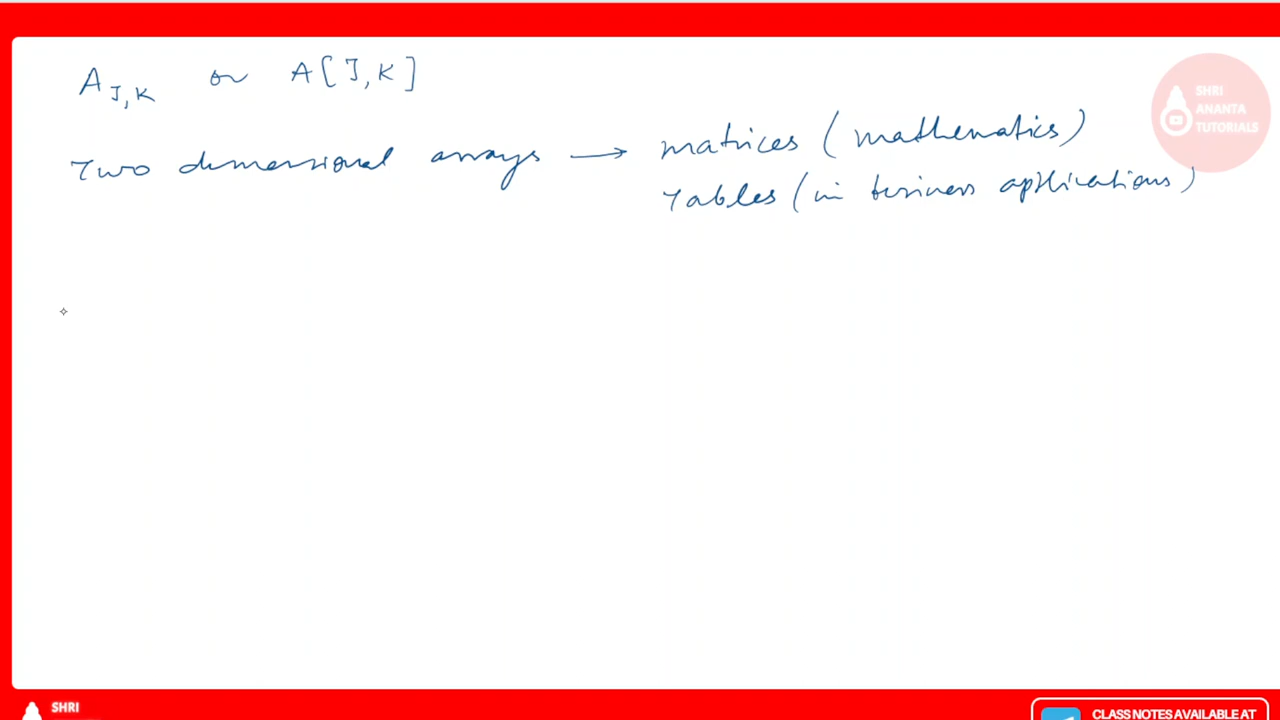 A J,K or A[J,K]
Two dimensional arrays → matrices (mathematics)
Tables (in business applications)
SHRI
ANANTA
TUTORIALS
SHRI
CLASS NOTES AVAILABLE AT